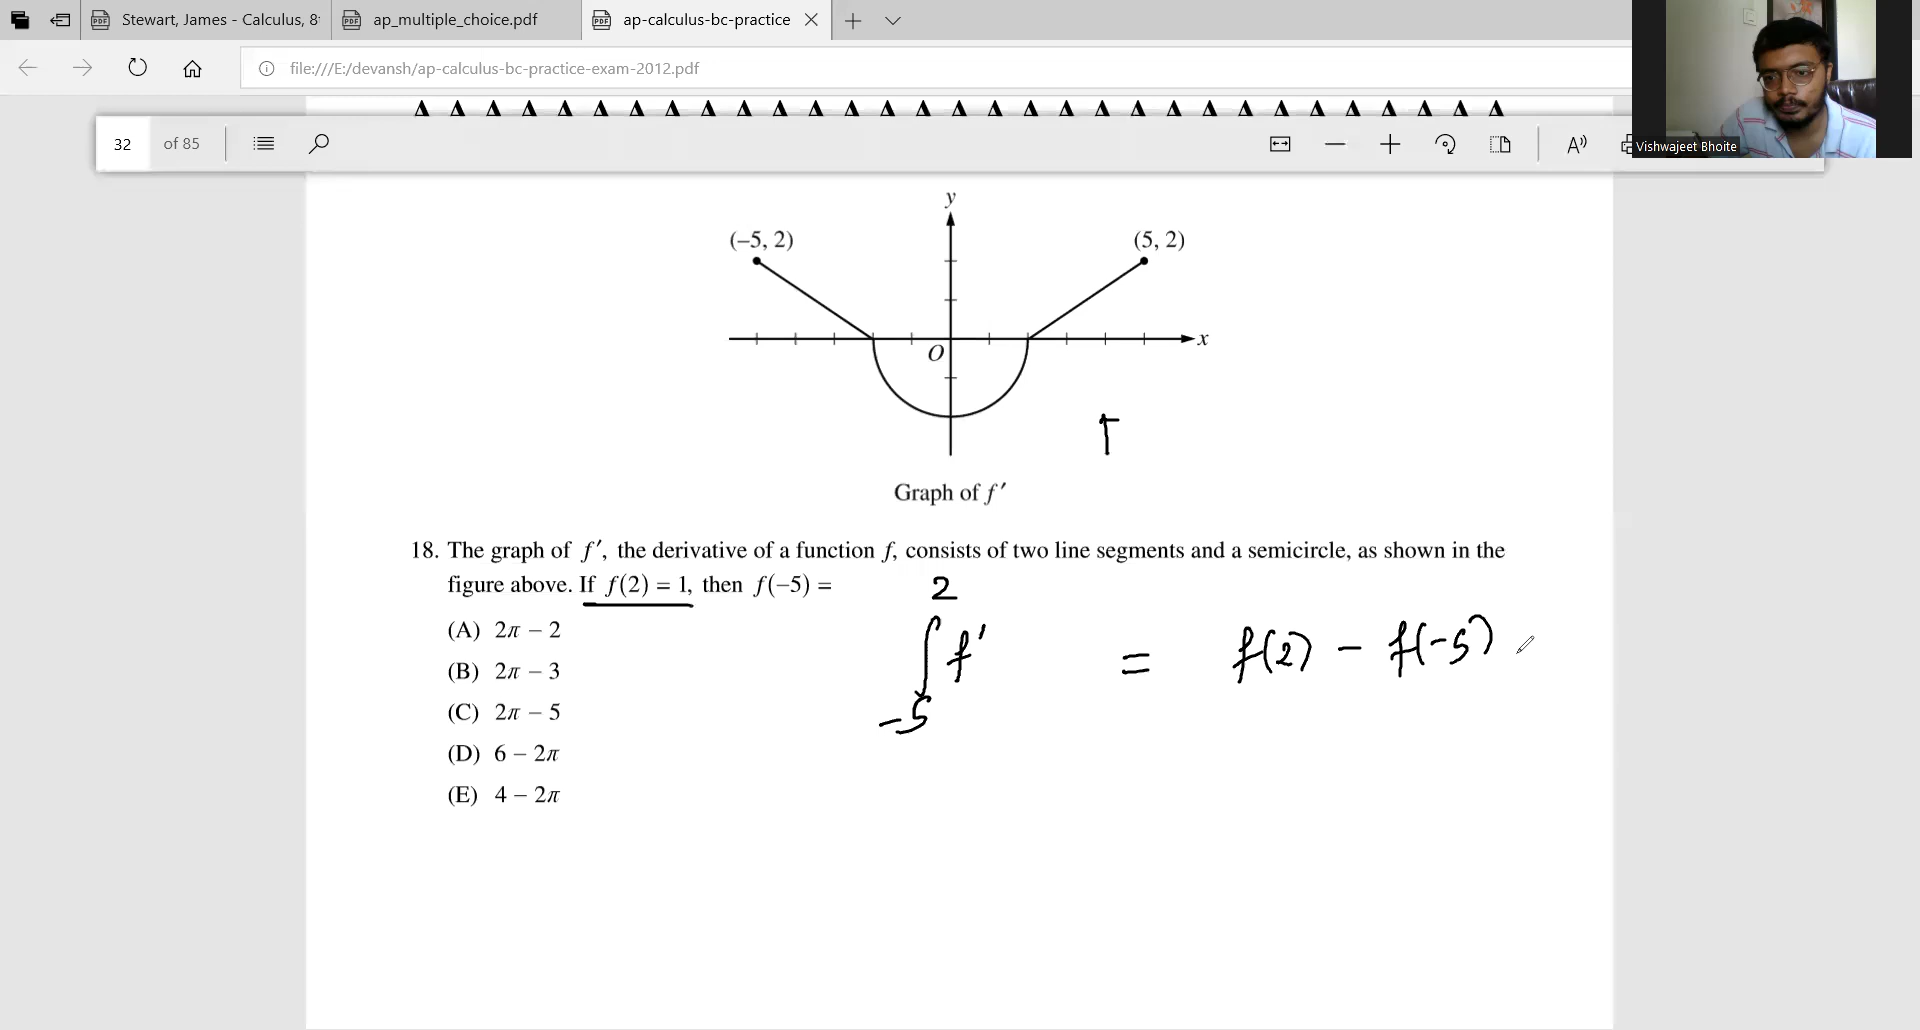 Stewart, James - Calculus, 8
ap_multiple_choice.pdf
ap-calculus-bc-practice
file:///E:/devansh/ap-calculus-bc-practice-exam-2012.pdf
32 of 85
Vishwajeet Bhoite
y
(–5, 2)
(5, 2)
O
x
Graph of f ′
18. The graph of f ′, the derivative of a function f, consists of two line segments and a semicircle, as shown in the
figure above. If f(2) = 1, then f(−5) =
(A) 2π − 2
(B) 2π − 3
(C) 2π − 5
(D) 6 − 2π
(E) 4 − 2π
2
∫ f' = f(2) - f(-5)
-5